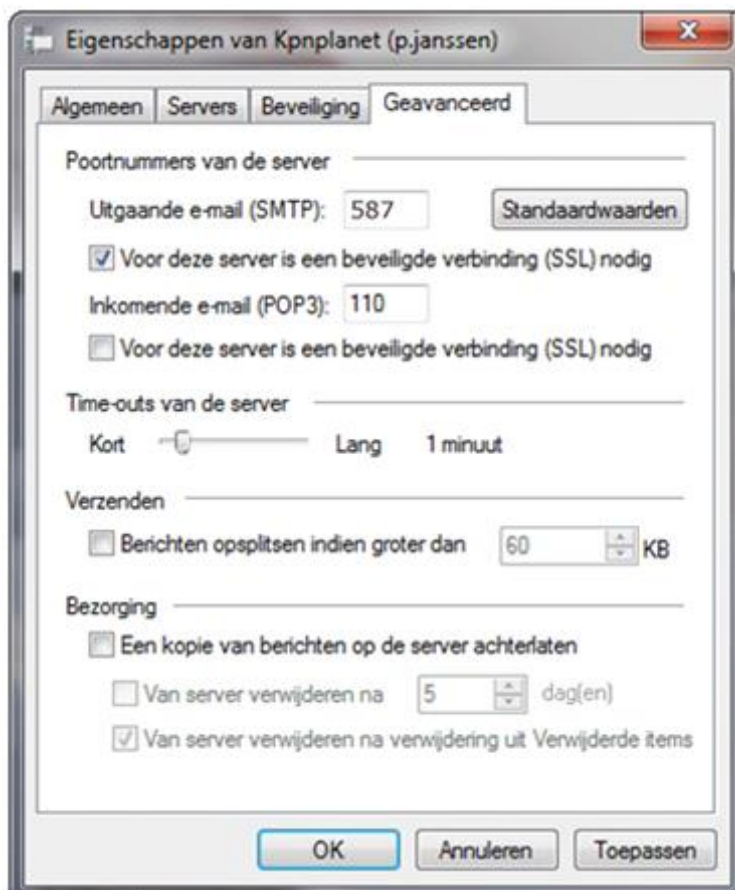 Eigenschappen van Kpnplanet (p.janssen)
Algemeen Servers Beveiliging Geavanceerd
Poortnummers van de server
Uitgaande e-mail (SMTP): 587 Standaardwaarden
Voor deze server is een beveiligde verbinding (SSL) nodig
Inkomende e-mail (POP3): 110
Voor deze server is een beveiligde verbinding (SSL) nodig
Time-outs van de server
Kort Lang 1 minuut
Verzenden
Berichten opsplitsen indien groter dan 60 KB
Bezorging
Een kopie van berichten op de server achterlaten
Van server verwijderen na 5 dag(en)
Van server verwijderen na verwijdering uit Verwijderde items
OK Annuleren Toepassen